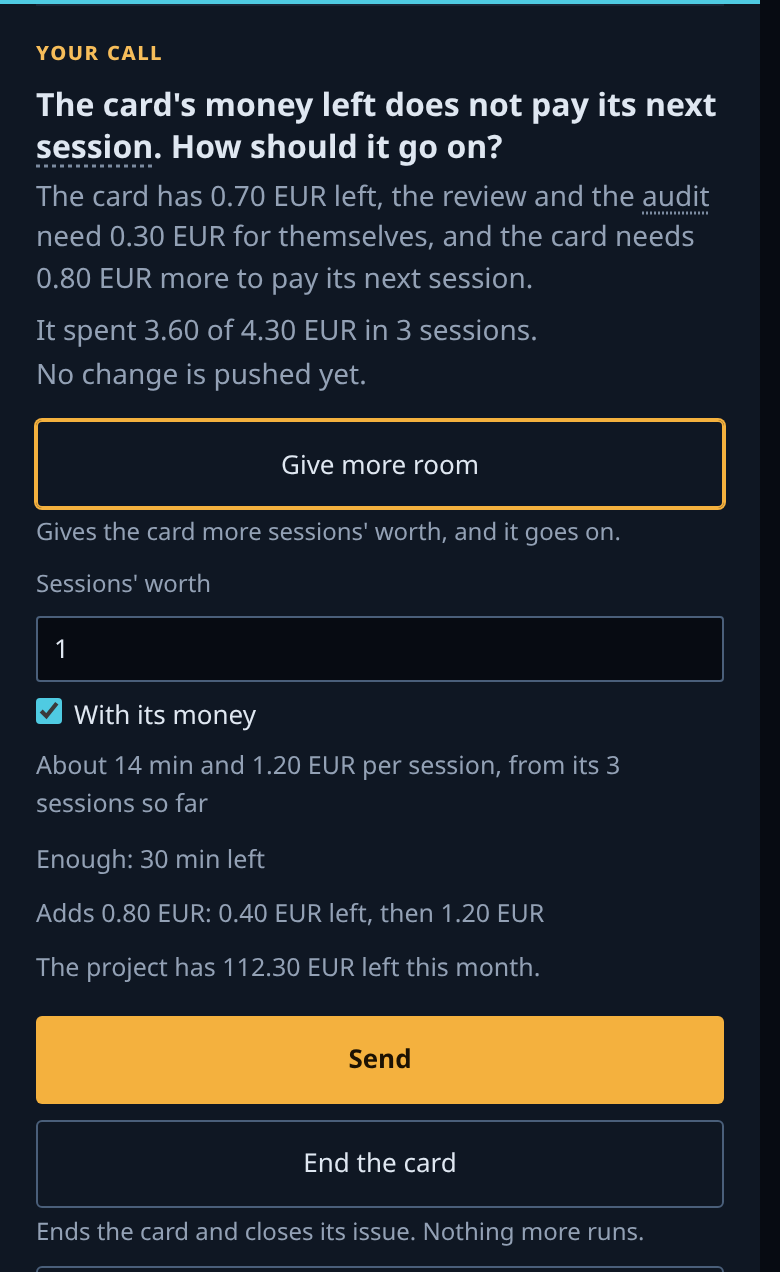 YOUR CALL
The card's money left does not pay its next
session. How should it go on?
The card has 0.70 EUR left, the review and the audit
need 0.30 EUR for themselves, and the card needs
0.80 EUR more to pay its next session.
It spent 3.60 of 4.30 EUR in 3 sessions.
No change is pushed yet.
Give more room
Gives the card more sessions' worth, and it goes on.
Sessions' worth
1
With its money
About 14 min and 1.20 EUR per session, from its 3
sessions so far
Enough: 30 min left
Adds 0.80 EUR: 0.40 EUR left, then 1.20 EUR
The project has 112.30 EUR left this month.
Send
End the card
Ends the card and closes its issue. Nothing more runs.